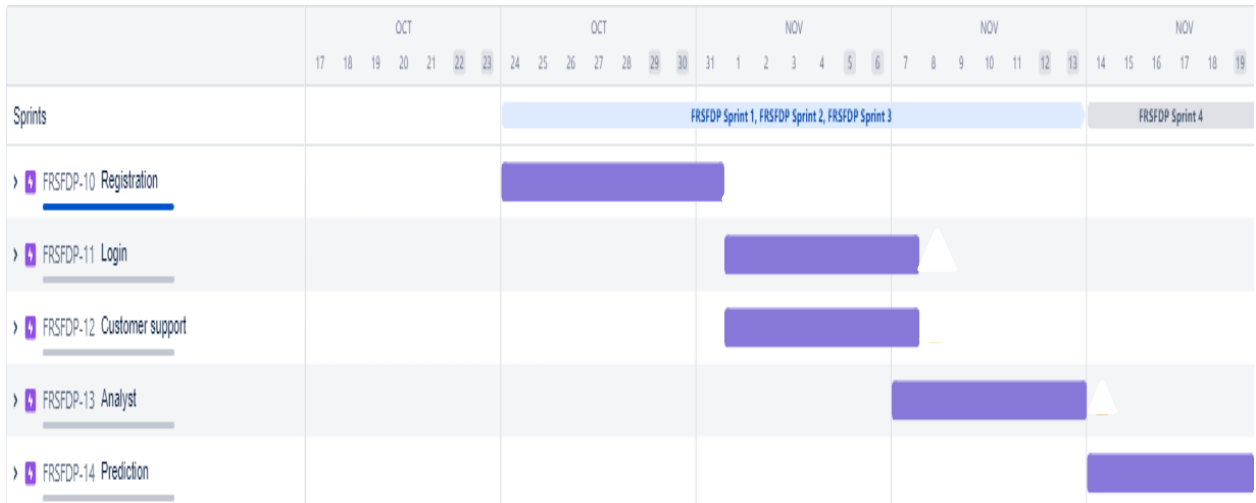 OCT OCT NOV NOV NOV
17 18 19 20 21 22 23 24 25 26 27 28 29 30 31 1 2 3 4 5 6 7 8 9 10 11 12 13 14 15 16 17 18 19
Sprints FRSFDP Sprint 1, FRSFDP Sprint 2, FRSFDP Sprint 3 FRSFDP Sprint 4
FRSFDP-10 Registration
FRSFDP-11 Login
FRSFDP-12 Customer support
FRSFDP-13 Analyst
FRSFDP-14 Prediction